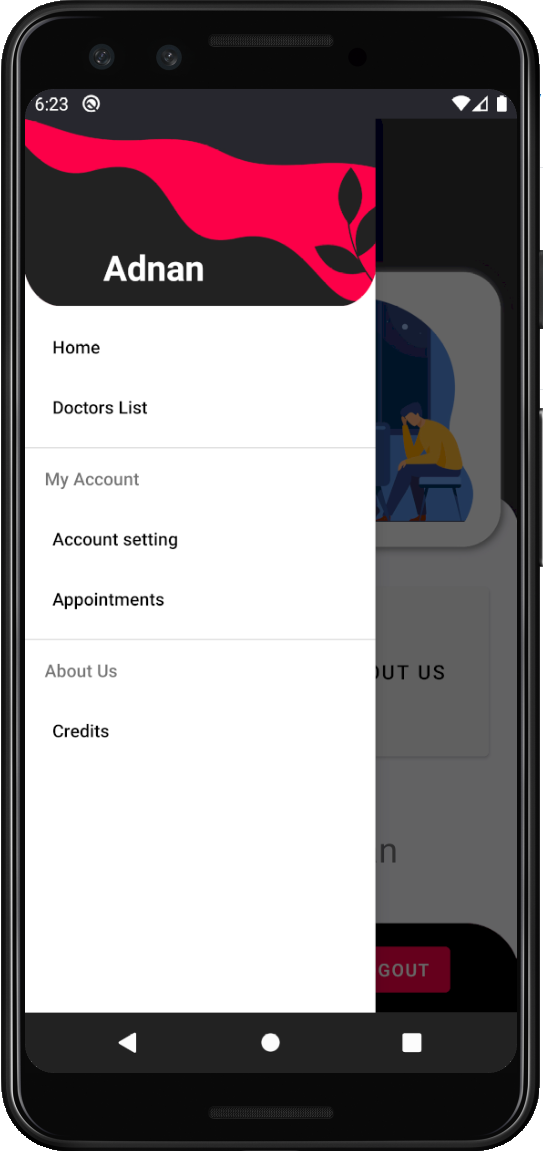 6:23
Adnan
Home
Doctors List
My Account
Account setting
Appointments
OUT US
About Us
Credits
n
GOUT